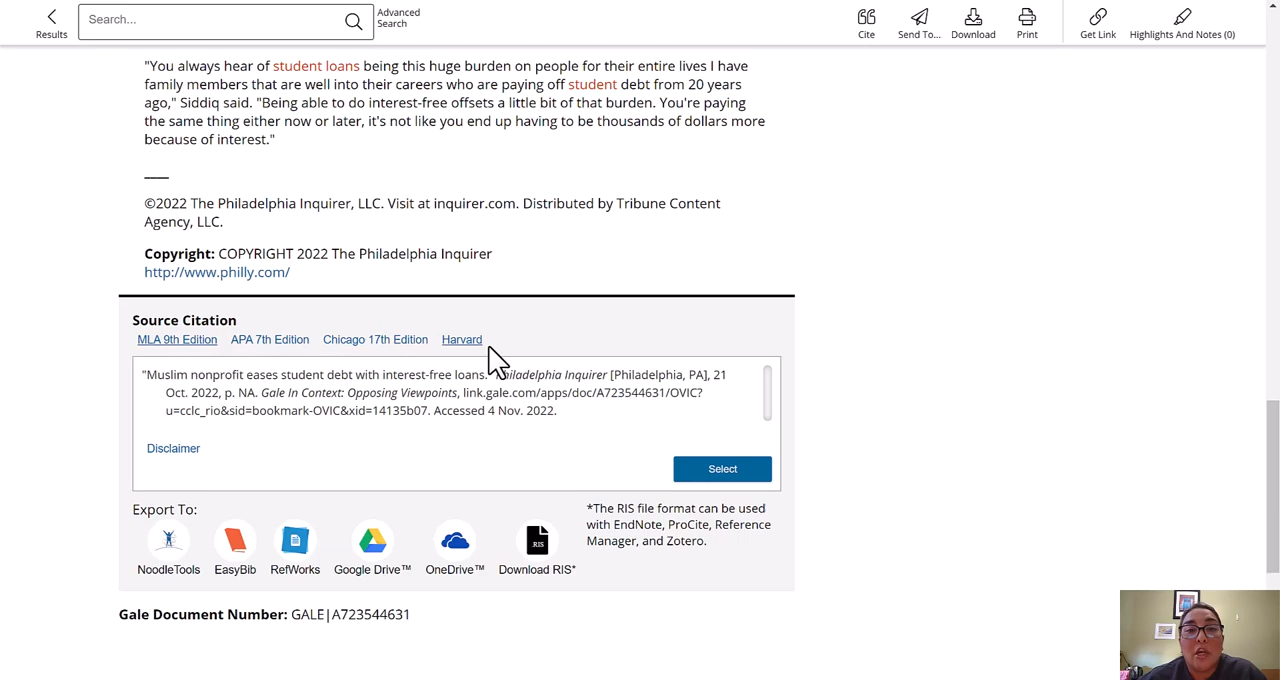 Results
Search...
Advanced
Search
Cite
Send To...
Download
Print
Get Link
Highlights And Notes (0)
"You always hear of student loans being this huge burden on people for their entire lives I have
family members that are well into their careers who are paying off student debt from 20 years
ago," Siddiq said. "Being able to do interest-free offsets a little bit of that burden. You're paying
the same thing either now or later, it's not like you end up having to be thousands of dollars more
because of interest."
©2022 The Philadelphia Inquirer, LLC. Visit at inquirer.com. Distributed by Tribune Content
Agency, LLC.
Copyright: COPYRIGHT 2022 The Philadelphia Inquirer
http://www.philly.com/
Source Citation
MLA 9th Edition APA 7th Edition Chicago 17th Edition Harvard
"Muslim nonprofit eases student debt with interest-free loans. Inquirer [Philadelphia, PA], 21
Oct. 2022, p. NA. Gale In Context: Opposing Viewpoints, link.gale.com/apps/doc/A723544631/OVIC?
u=cclc_rio&sid=bookmark-OVIC&xid=14135b07. Accessed 4 Nov. 2022.
Disclaimer
Select
Export To:
*The RIS file format can be used
with EndNote, ProCite, Reference
Manager, and Zotero.
RIS
NoodleTools EasyBib RefWorks Google Drive™ OneDrive™ Download RIS*
Gale Document Number: GALE|A723544631